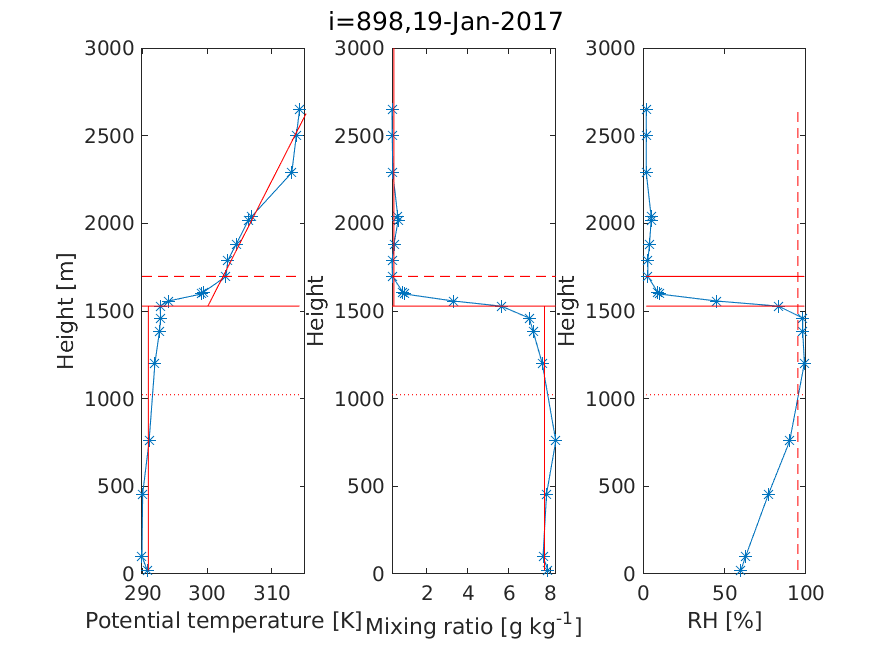 i=898,19-Jan-2017
3000
2500
2000
1500
1000
500
0
290 300 310
Height [m]
Potential temperature [K]
3000
2500
2000
1500
1000
500
0
2 4 6 8
Height
Mixing ratio [g kg-1]
3000
2500
2000
1500
1000
500
0
0 50 100
Height
RH [%]